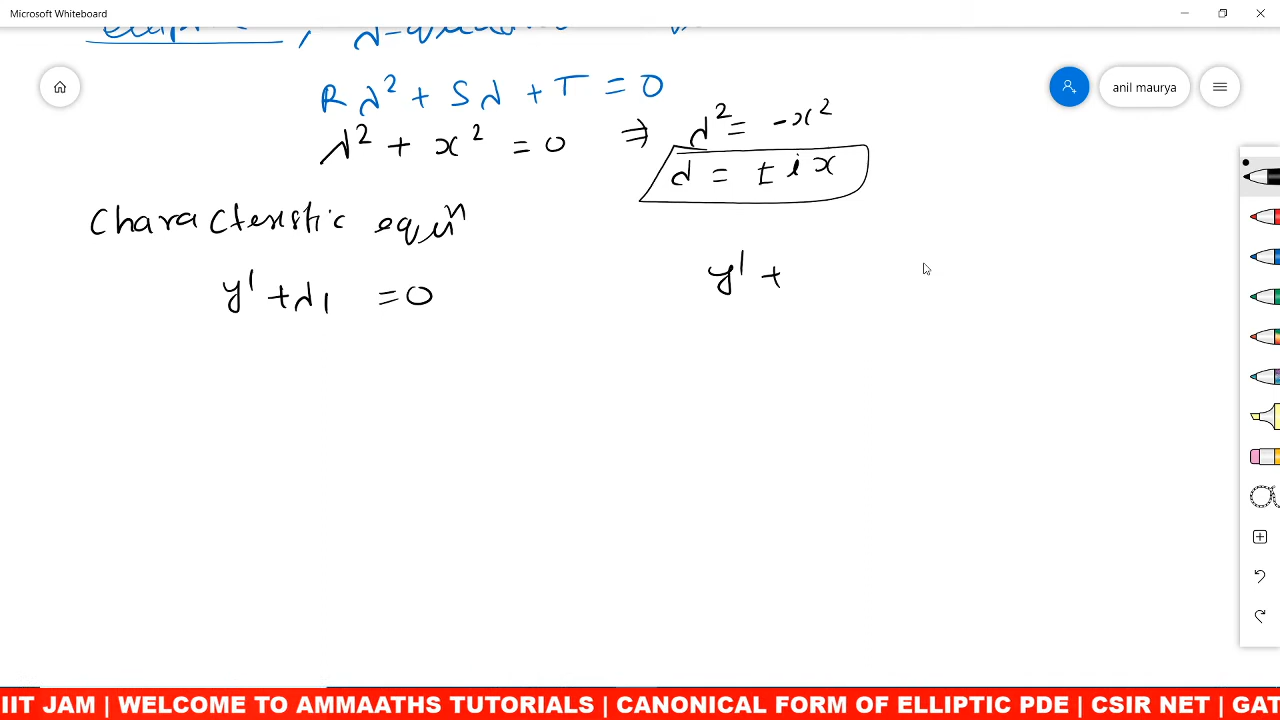 Microsoft Whiteboard
anil maurya
Rλ² + Sλ + T = 0
λ² + x² = 0 ⇒ λ² = -x²
λ = ± i x
Characteristic equⁿ
y' + λ1 = 0
y' +
IIT JAM | WELCOME TO AMMAATHS TUTORIALS | CANONICAL FORM OF ELLIPTIC PDE | CSIR NET | GAT